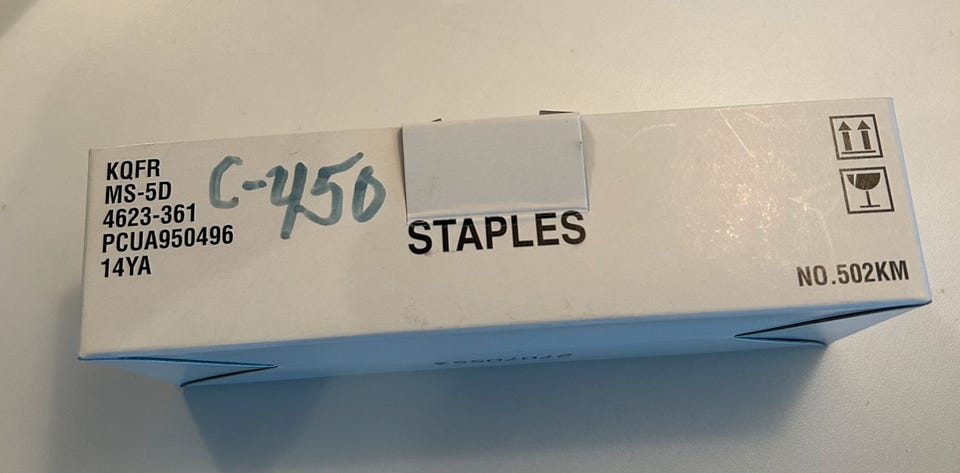 KQFR
MS-5D
4623-361
PCUA950496
14YA
C-450
STAPLES
NO.502KM